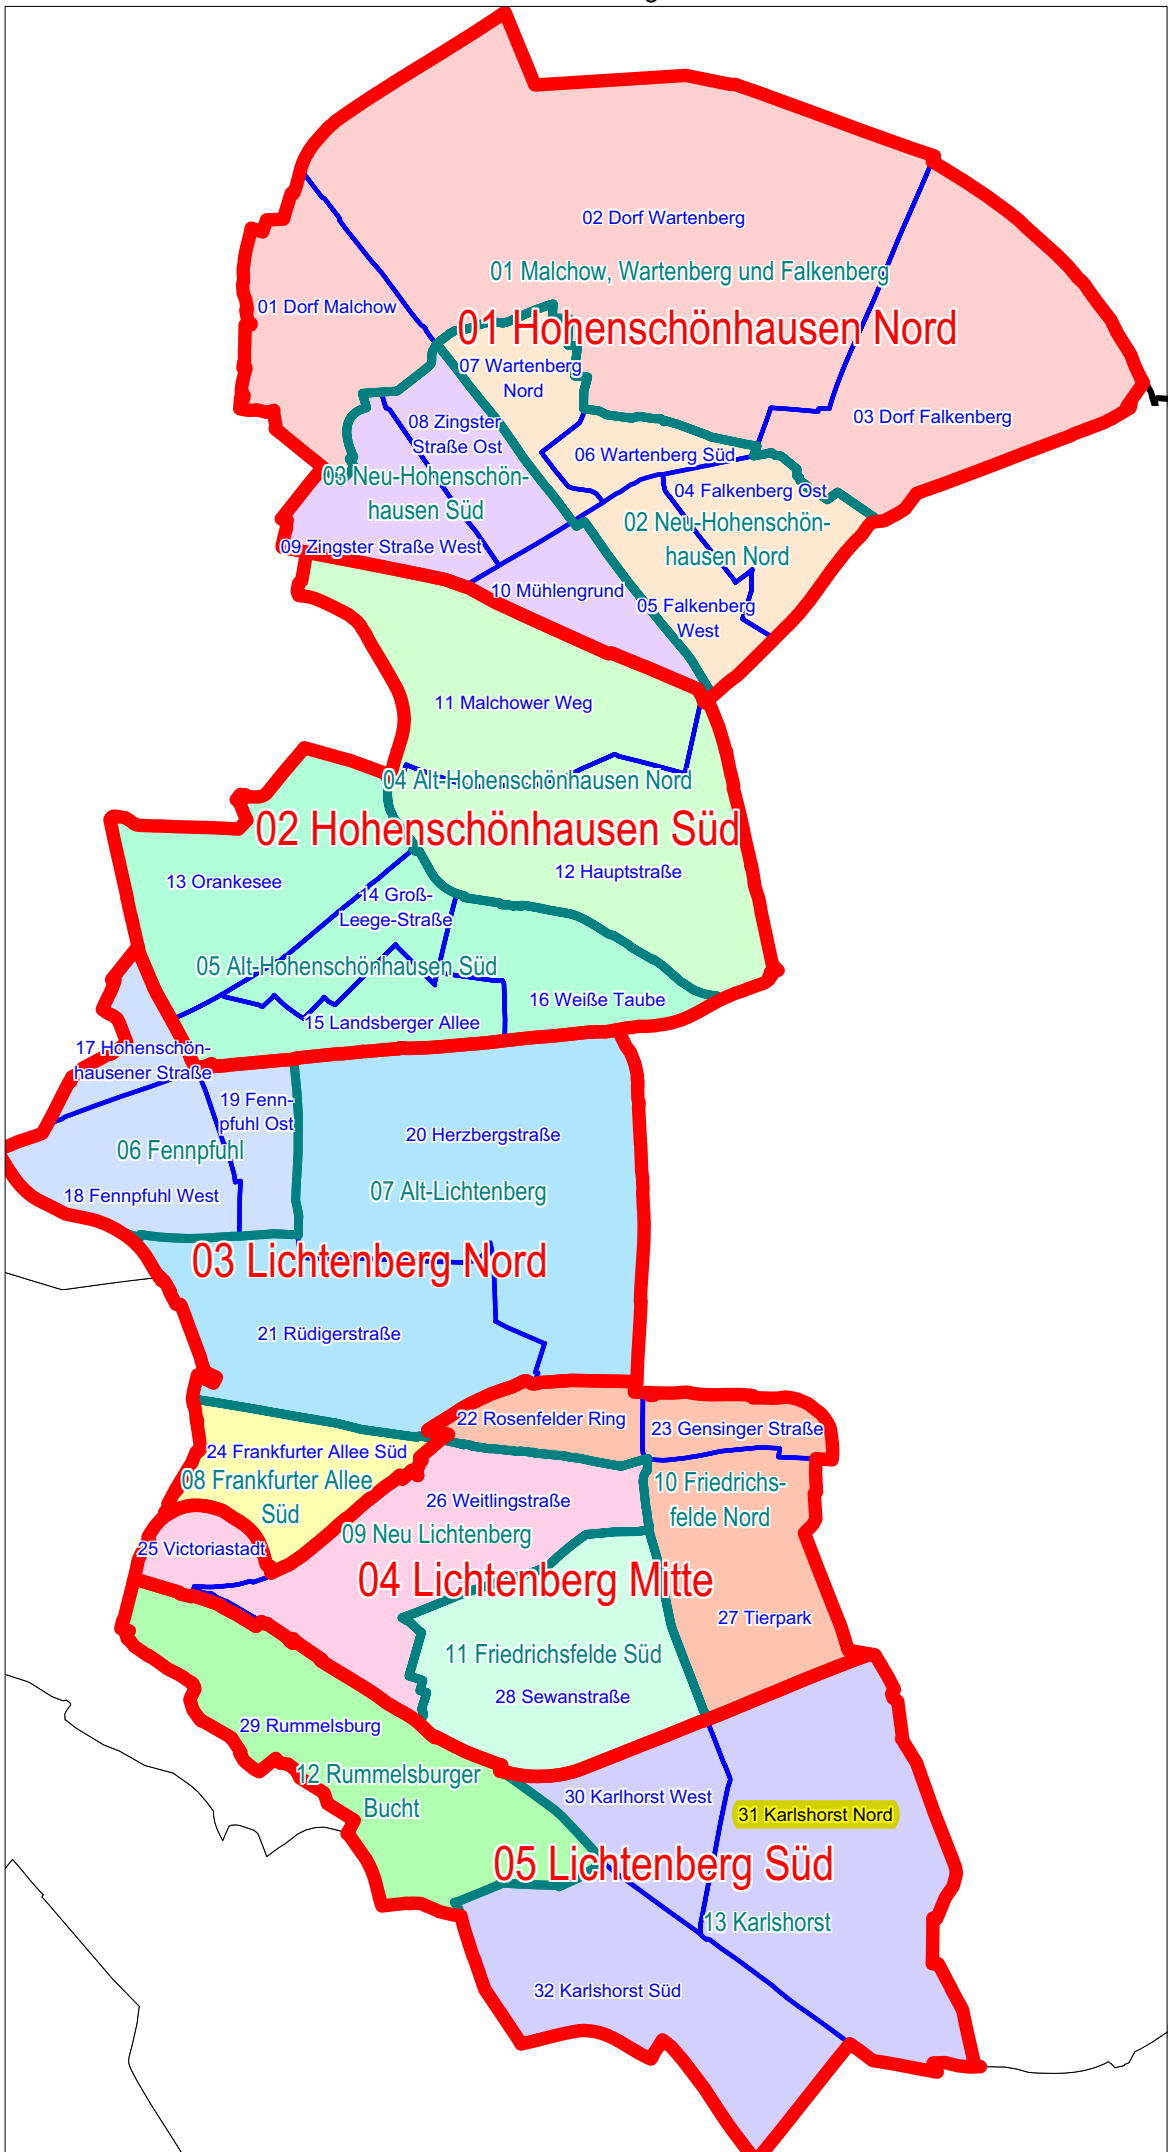 02 Dorf Wartenberg
01 Malchow, Wartenberg und Falkenberg
01 Dorf Malchow
01 Hohenschönhausen Nord
07 Wartenberg
Nord
03 Dorf Falkenberg
08 Zingster
Straße Ost
06 Wartenberg Süd
03 Neu-Hohenschön-
hausen Süd
04 Falkenberg Ost
02 Neu-Hohenschön-
hausen Nord
09 Zingster Straße West
10 Mühlengrund
05 Falkenberg
West
11 Malchower Weg
04 Alt-Hohenschönhausen Nord
02 Hohenschönhausen Süd
12 Hauptstraße
13 Orankesee
14 Groß-
Leege-Straße
05 Alt-Hohenschönhausen Süd
16 Weiße Taube
15 Landsberger Allee
17 Hohenschön-
hausener Straße
19 Fenn-
pfuhl Ost
20 Herzbergstraße
06 Fennpfuhl
18 Fennpfuhl West
07 Alt-Lichtenberg
03 Lichtenberg Nord
21 Rüdigerstraße
22 Rosenfelder Ring
23 Gensinger Straße
24 Frankfurter Allee Süd
08 Frankfurter Allee
Süd
10 Friedrichs-
felde Nord
26 Weitlingstraße
09 Neu Lichtenberg
25 Victoriastadt
04 Lichtenberg Mitte
27 Tierpark
11 Friedrichsfelde Süd
28 Sewanstraße
29 Rummelsburg
12 Rummelsburger
Bucht
30 Karlhorst West
31 Karlshorst Nord
05 Lichtenberg Süd
13 Karlshorst
32 Karlshorst Süd